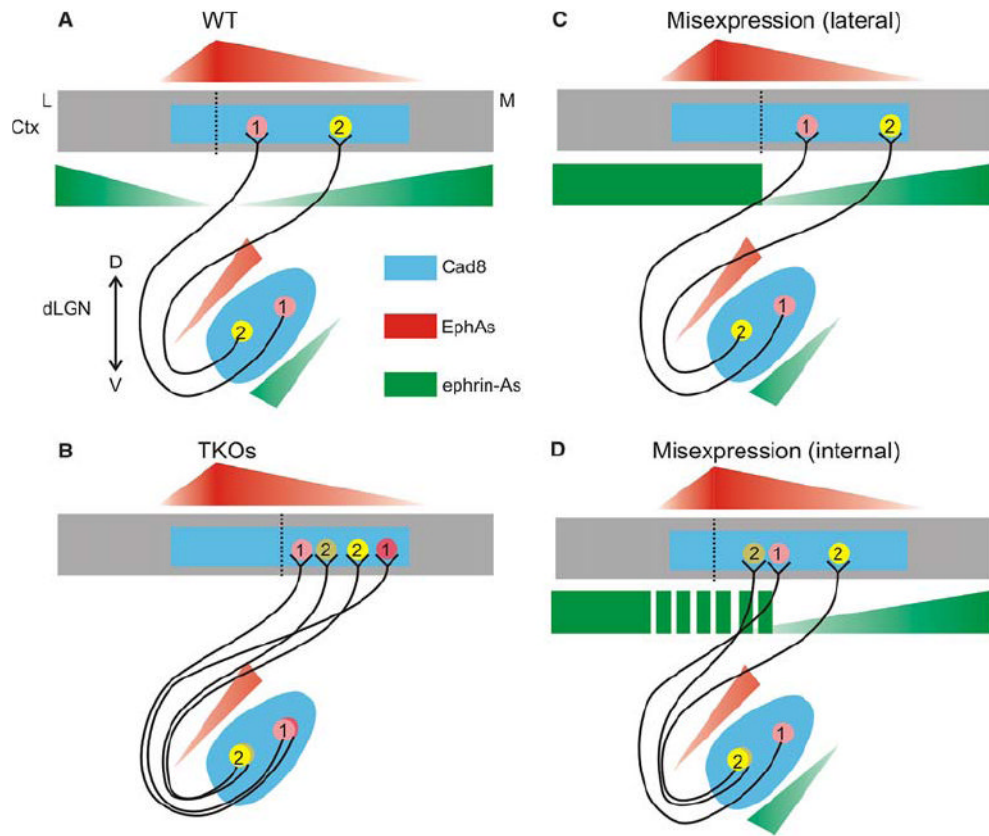 A
WT
L
M
Ctx
1
2
D
dLGN
V
1
2
Cad8
EphAs
ephrin-As
C
Misexpression (lateral)
1
2
1
2
B
TKOs
1
2
2
1
1
2
D
Misexpression (internal)
2
1
2
1
2